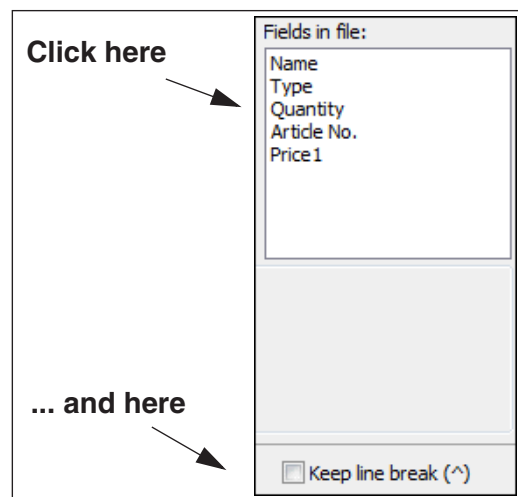 Click here
Fields in file:
Name
Type
Quantity
Article No.
Price1
... and here
Keep line break (^)